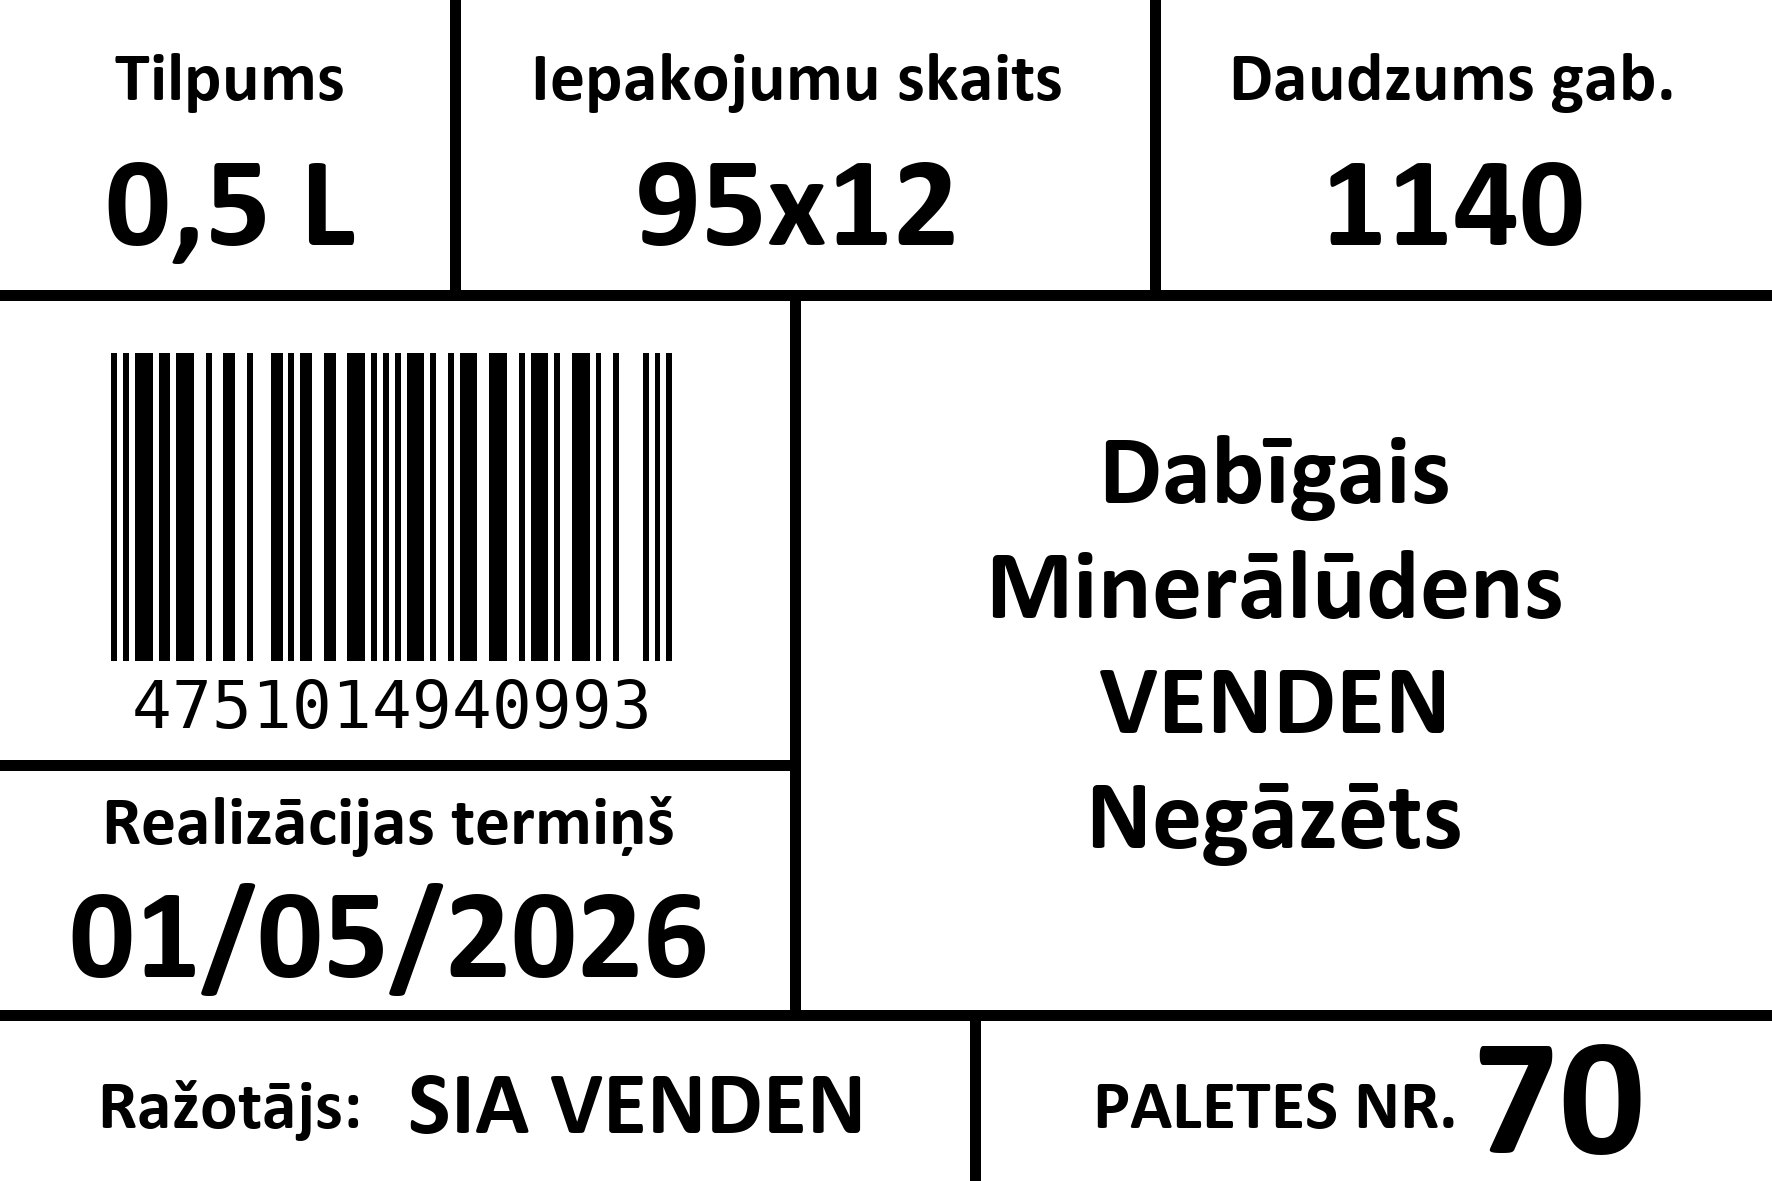 Tilpums
0,5 L
Iepakojumu skaits
95x12
Daudzums gab.
1140
4751014940993
Realizācijas termiņš
01/05/2026
Dabīgais
Minerālūdens
VENDEN
Negāzēts
Ražotājs: SIA VENDEN
PALETES NR. 70